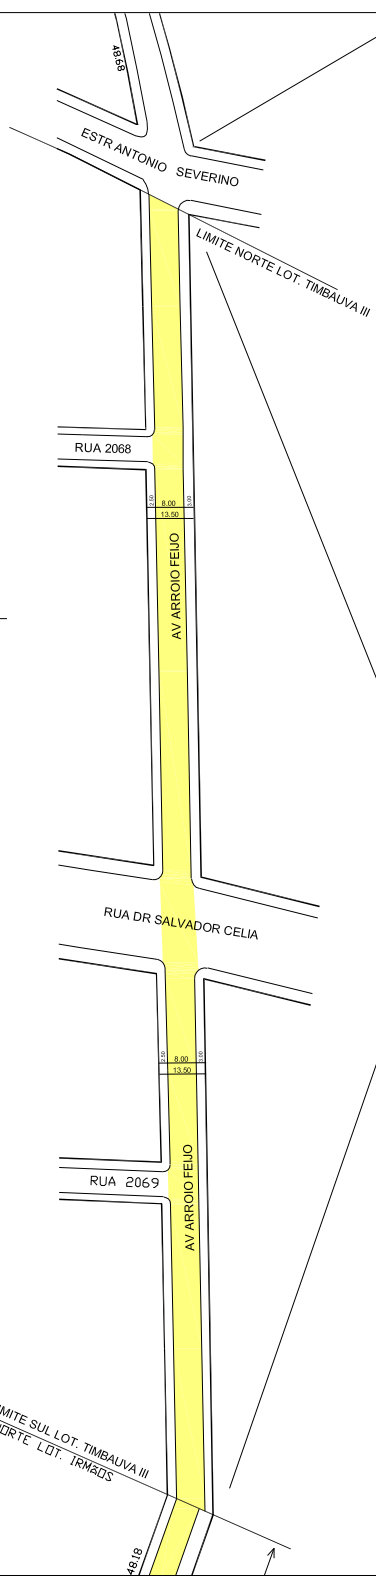 48.68
ESTR ANTONIO SEVERINO
LIMITE NORTE LOT. TIMBAUVA III
RUA 2068
2.50 8.00 3.00
13.50
AV ARROIO FEIJO
RUA DR SALVADOR CELIA
2.50 8.00 3.00
13.50
AV ARROIO FEIJO
RUA 2069
MITE SUL LOT. TIMBAUVA III
ORTE LOT. IRMãOS
48.18